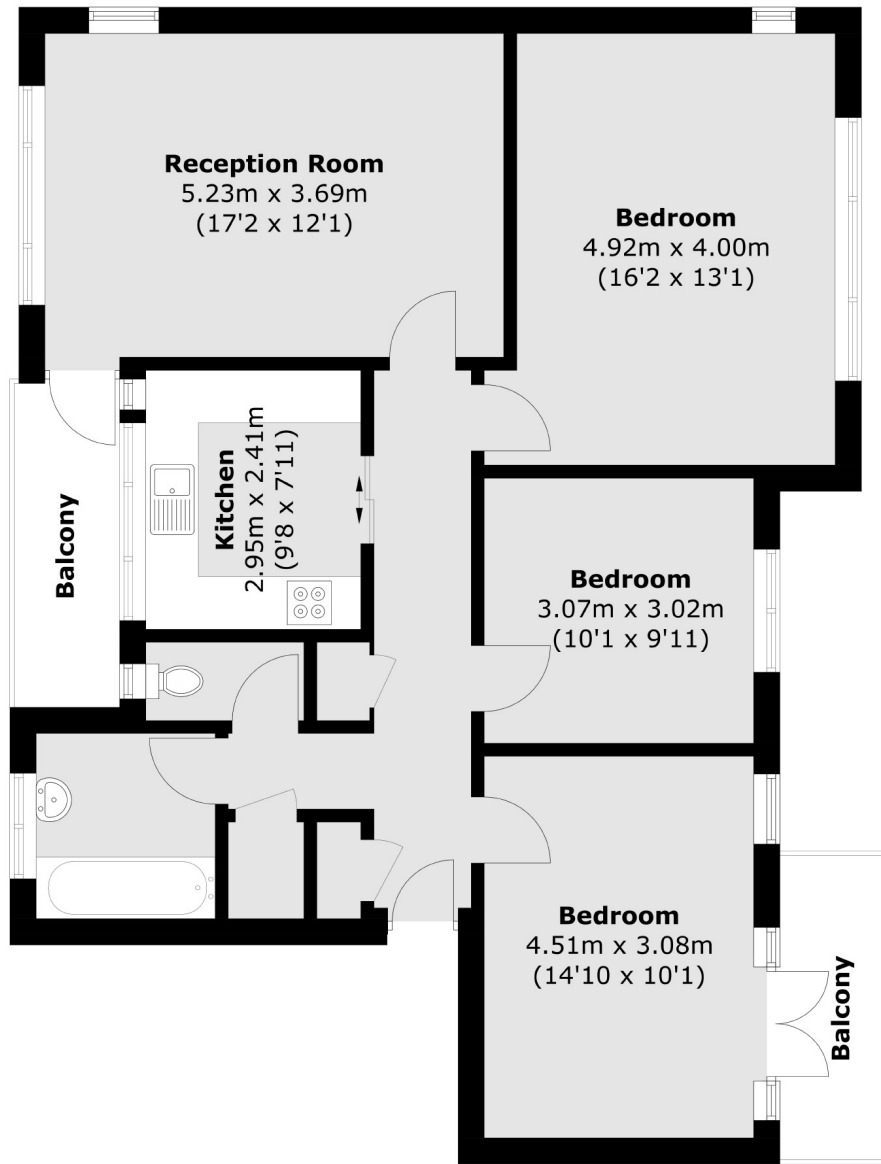 Reception Room
5.23m x 3.69m
(17'2 x 12'1)
Bedroom
4.92m x 4.00m
(16'2 x 13'1)
Balcony
Kitchen
2.95m x 2.41m
(9'8 x 7'11)
Bedroom
3.07m x 3.02m
(10'1 x 9'11)
Bedroom
4.51m x 3.08m
(14'10 x 10'1)
Balcony